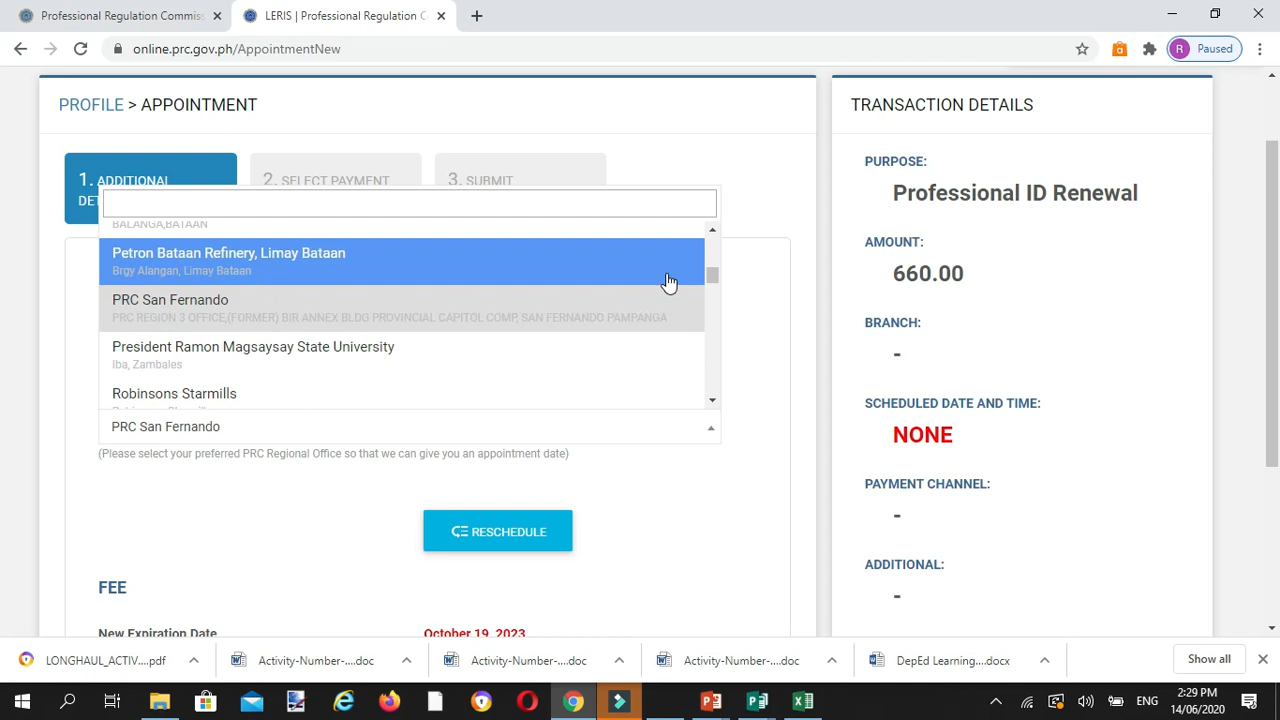 Professional Regulation Commiss
LERIS | Professional Regulation C
online.prc.gov.ph/AppointmentNew
R Paused
PROFILE > APPOINTMENT
TRANSACTION DETAILS
1. ADDITIONAL
2. SELECT PAYMENT
3. SUBMIT
BALANGA,BATAAN
Petron Bataan Refinery, Limay Bataan
Brgy Alangan, Limay Bataan
PRC San Fernando
PRC REGION 3 OFFICE,(FORMER) BIR ANNEX BLDG PROVINCIAL CAPITOL COMP, SAN FERNANDO PAMPANGA
President Ramon Magsaysay State University
Iba, Zambales
Robinsons Starmills
PRC San Fernando
(Please select your preferred PRC Regional Office so that we can give you an appointment date)
RESCHEDULE
FEE
New Expiration Date
October 19, 2023
PURPOSE:
Professional ID Renewal
AMOUNT:
660.00
BRANCH:
-
SCHEDULED DATE AND TIME:
NONE
PAYMENT CHANNEL:
-
ADDITIONAL:
-
LONGHAUL_ACTIV....pdf
Activity-Number-....doc
Activity-Number-....doc
Activity-Number-....doc
DepEd Learning....docx
Show all
ENG
2:29 PM
14/06/2020